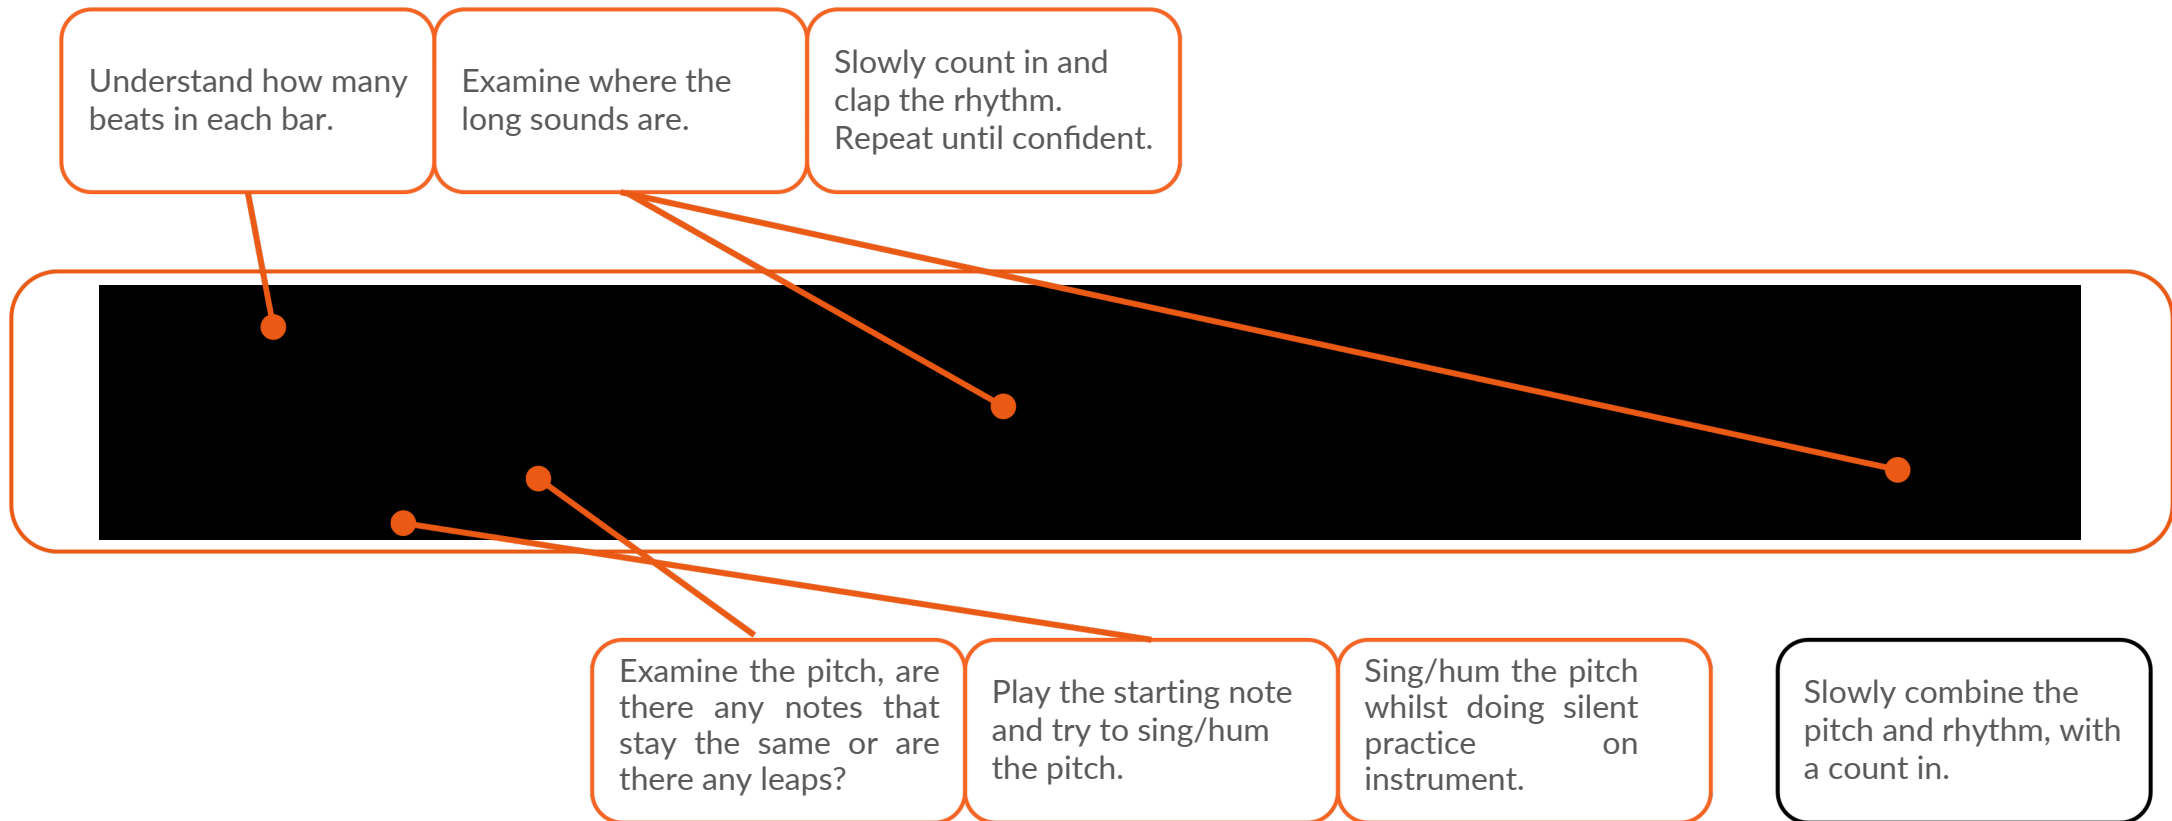 Understand how many
beats in each bar.
Examine where the
long sounds are.
Slowly count in and
clap the rhythm.
Repeat until confident.
Examine the pitch, are
there any notes that
stay the same or are
there any leaps?
Play the starting note
and try to sing/hum
the pitch.
Sing/hum the pitch
whilst doing silent
practice on
instrument.
Slowly combine the
pitch and rhythm, with
a count in.